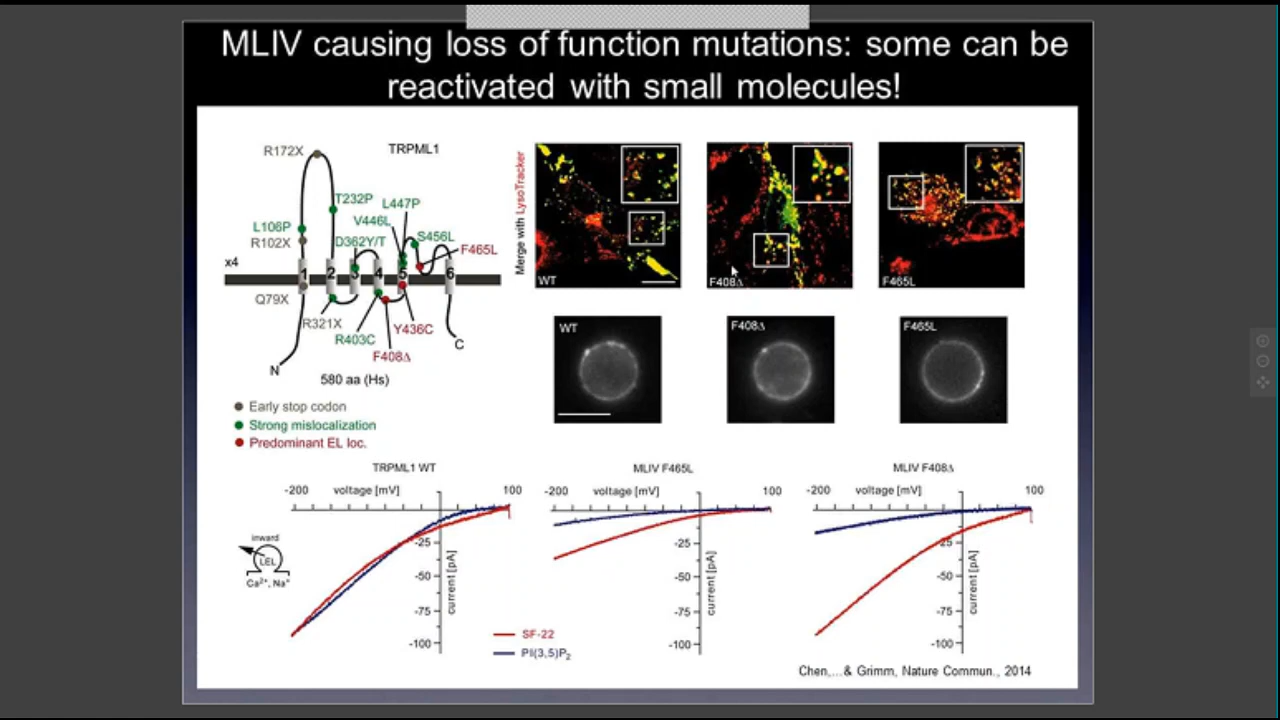 MLIV causing loss of function mutations: some can be
reactivated with small molecules!
R172X
TRPML1
T232P
L447P
V446L
L106P
R102X
D362Y/T
S456L
F465L
x4
1
2
3
4
5
6
Q79X
R321X
R403C
Y436C
F408Δ
N
C
580 aa (Hs)
Early stop codon
Strong mislocalization
Predominant EL loc.
Merge with LysoTracker
WT
F408Δ
F465L
WT
F408Δ
F465L
TRPML1 WT
-200 voltage [mV] 100
-25
-50
-75
-100
current [pA]
MLIV F465L
-200 voltage [mV] 100
-25
-50
-75
-100
current [pA]
MLIV F408Δ
-200 voltage [mV] 100
-25
-50
-75
-100
current [pA]
inward
LEL
Ca²⁺, Na⁺
SF-22
PI(3,5)P₂
Chen,...& Grimm, Nature Commun., 2014